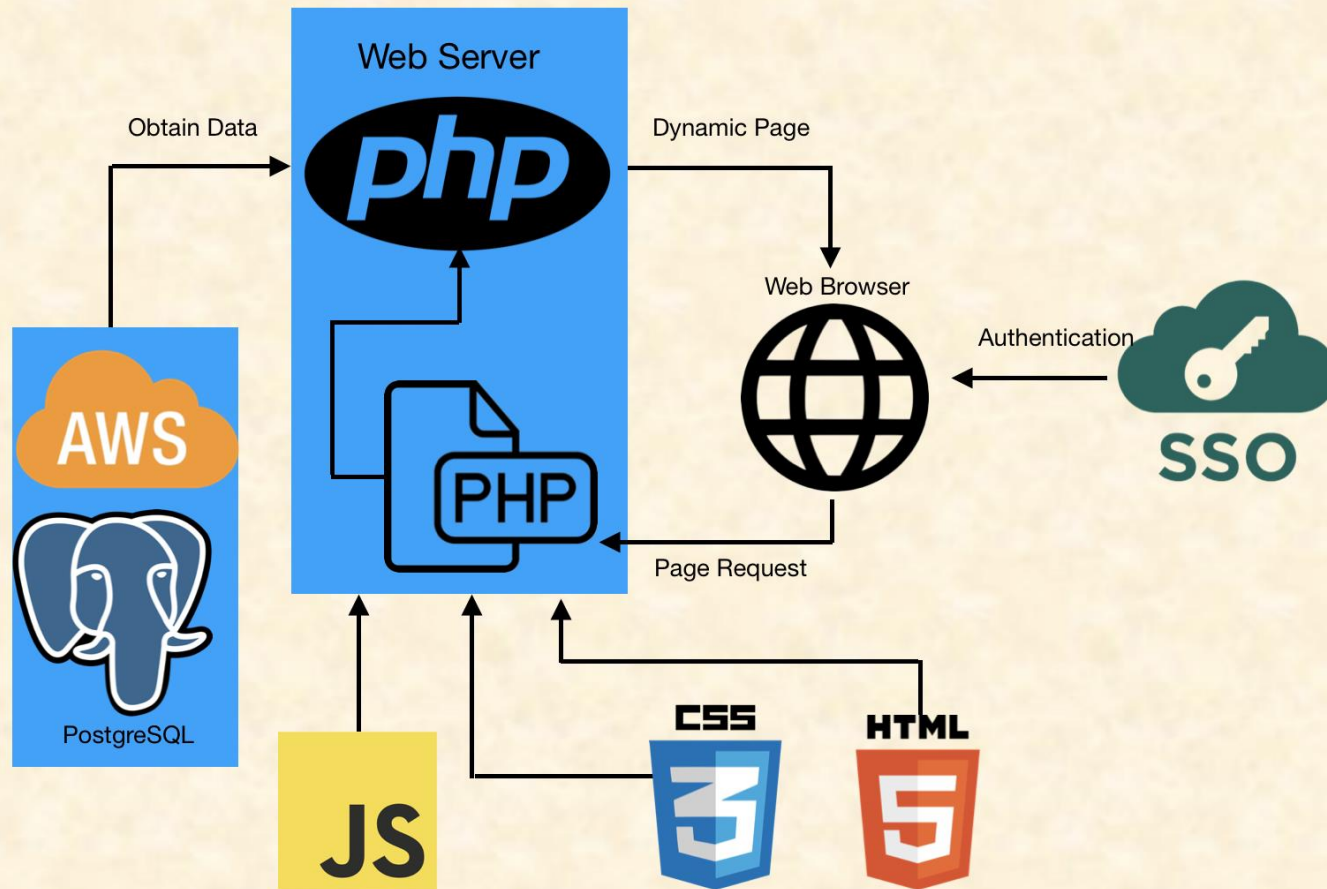 Web Server
Obtain Data
php
Dynamic Page
Web Browser
Authentication
AWS
SSO
PHP
Page Request
PostgreSQL
CSS
HTML
JS
3
5